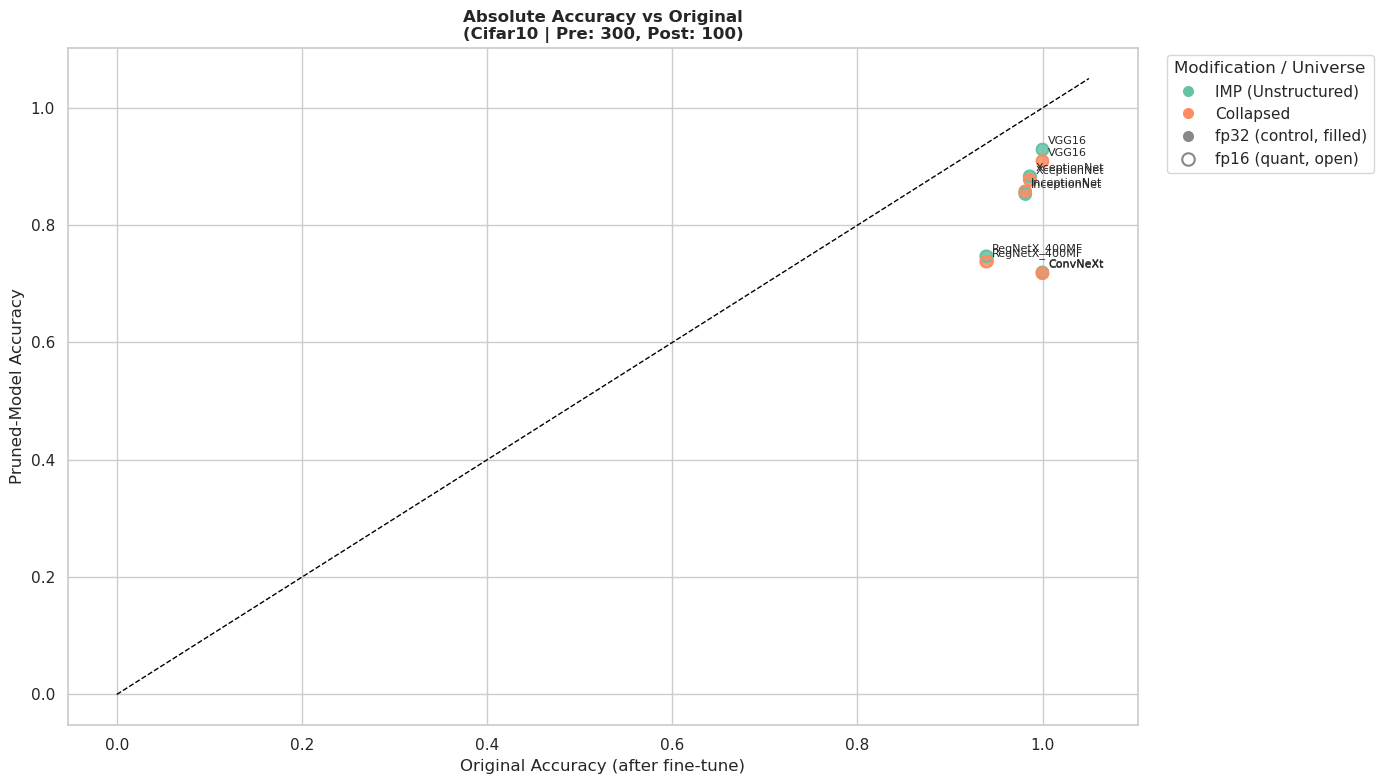 Absolute Accuracy vs Original
(Cifar10 | Pre: 300, Post: 100)
Modification / Universe
IMP (Unstructured)
Collapsed
fp32 (control, filled)
fp16 (quant, open)
Pruned-Model Accuracy
1.0
0.8
0.6
0.4
0.2
0.0
VGG16
VGG16
XceptionNet
XceptionNet
InceptionNet
InceptionNet
RegNetX_400MF
RegNetX_400MF
ConvNeXt
ConvNeXt
0.0 0.2 0.4 0.6 0.8 1.0
Original Accuracy (after fine-tune)